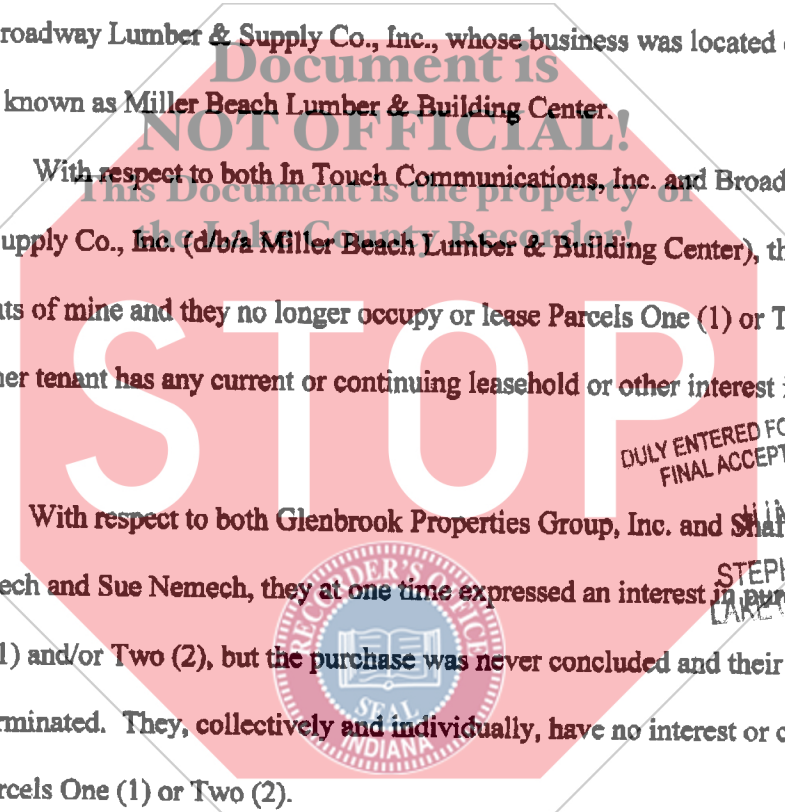 roadway Lumber & Supply Co., Inc., whose business was located
Document is
known as Miller Beach Lumber & Building Center.
NOT OFFICIAL!
With respect to both In Touch Communications, Inc. and Broad
This Document is the property of
upply Co., Inc. (d/b/a Miller Beach Lumber & Building Center), th
the Lake County Recorder!
ts of mine and they no longer occupy or lease Parcels One (1) or T
STOP
er tenant has any current or continuing leasehold or other interest
DULY ENTERED FO
FINAL ACCEPT
With respect to both Glenbrook Properties Group, Inc. and Shaf
STEPH
ech and Sue Nemech, they at one time expressed an interest in pur
LAKE
1) and/or Two (2), but the purchase was never concluded and their
rminated. They, collectively and individually, have no interest or c
rcels One (1) or Two (2).
RECORDER'S OFFICE
SEAL
INDIANA